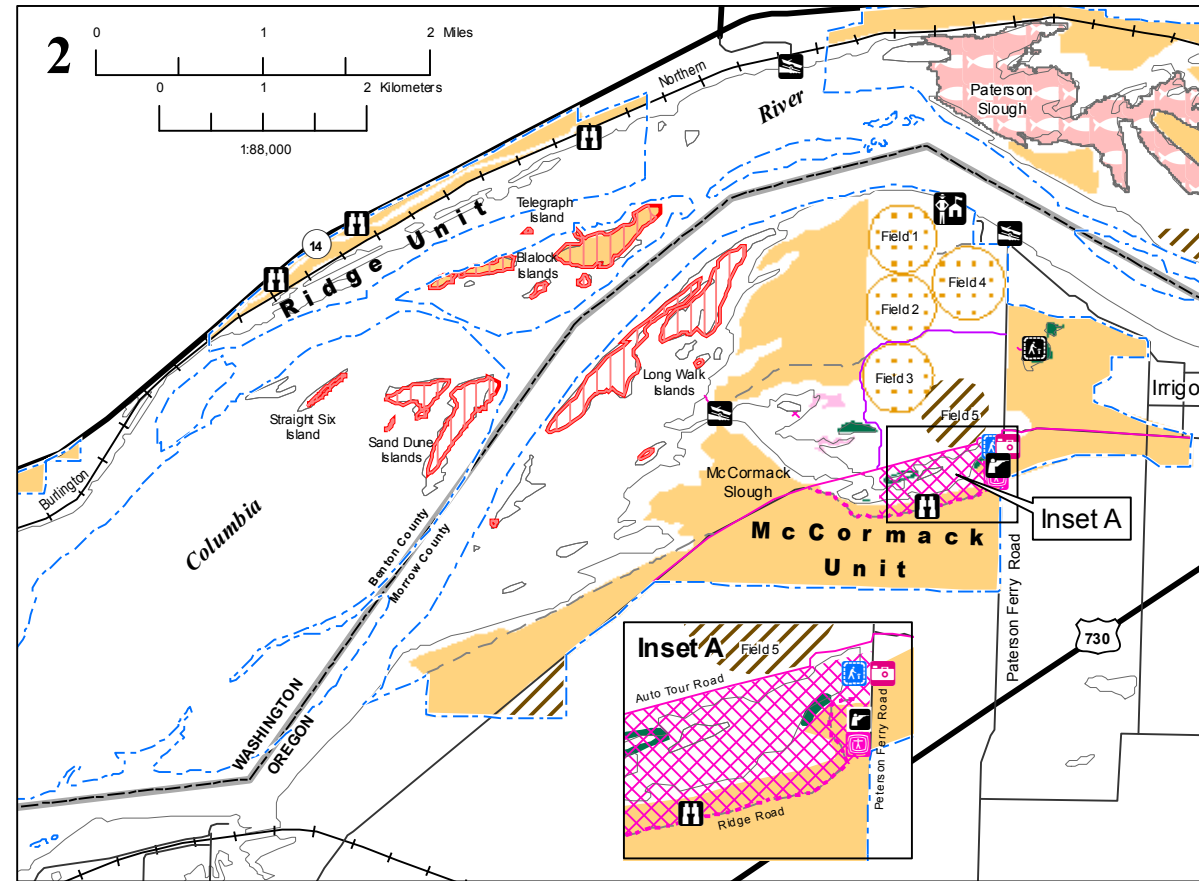 2
0 1 2 Miles
0 1 2 Kilometers
1:88,000
Northern
River
Paterson
Slough
Telegraph
Island
14
Ridge Unit
Blalock
Islands
Field 1
Field 4
Field 2
Long Walk
Islands
Field 3
Straight Six
Island
Sand Dune
Islands
Field 5
Irrigo
Burlington
McCormack
Slough
Columbia
Inset A
McCormack
Unit
Benton County
Morrow County
Paterson Ferry Road
730
WASHINGTON
OREGON
Inset A
Field 5
Auto Tour Road
Peterson Ferry Road
Ridge Road